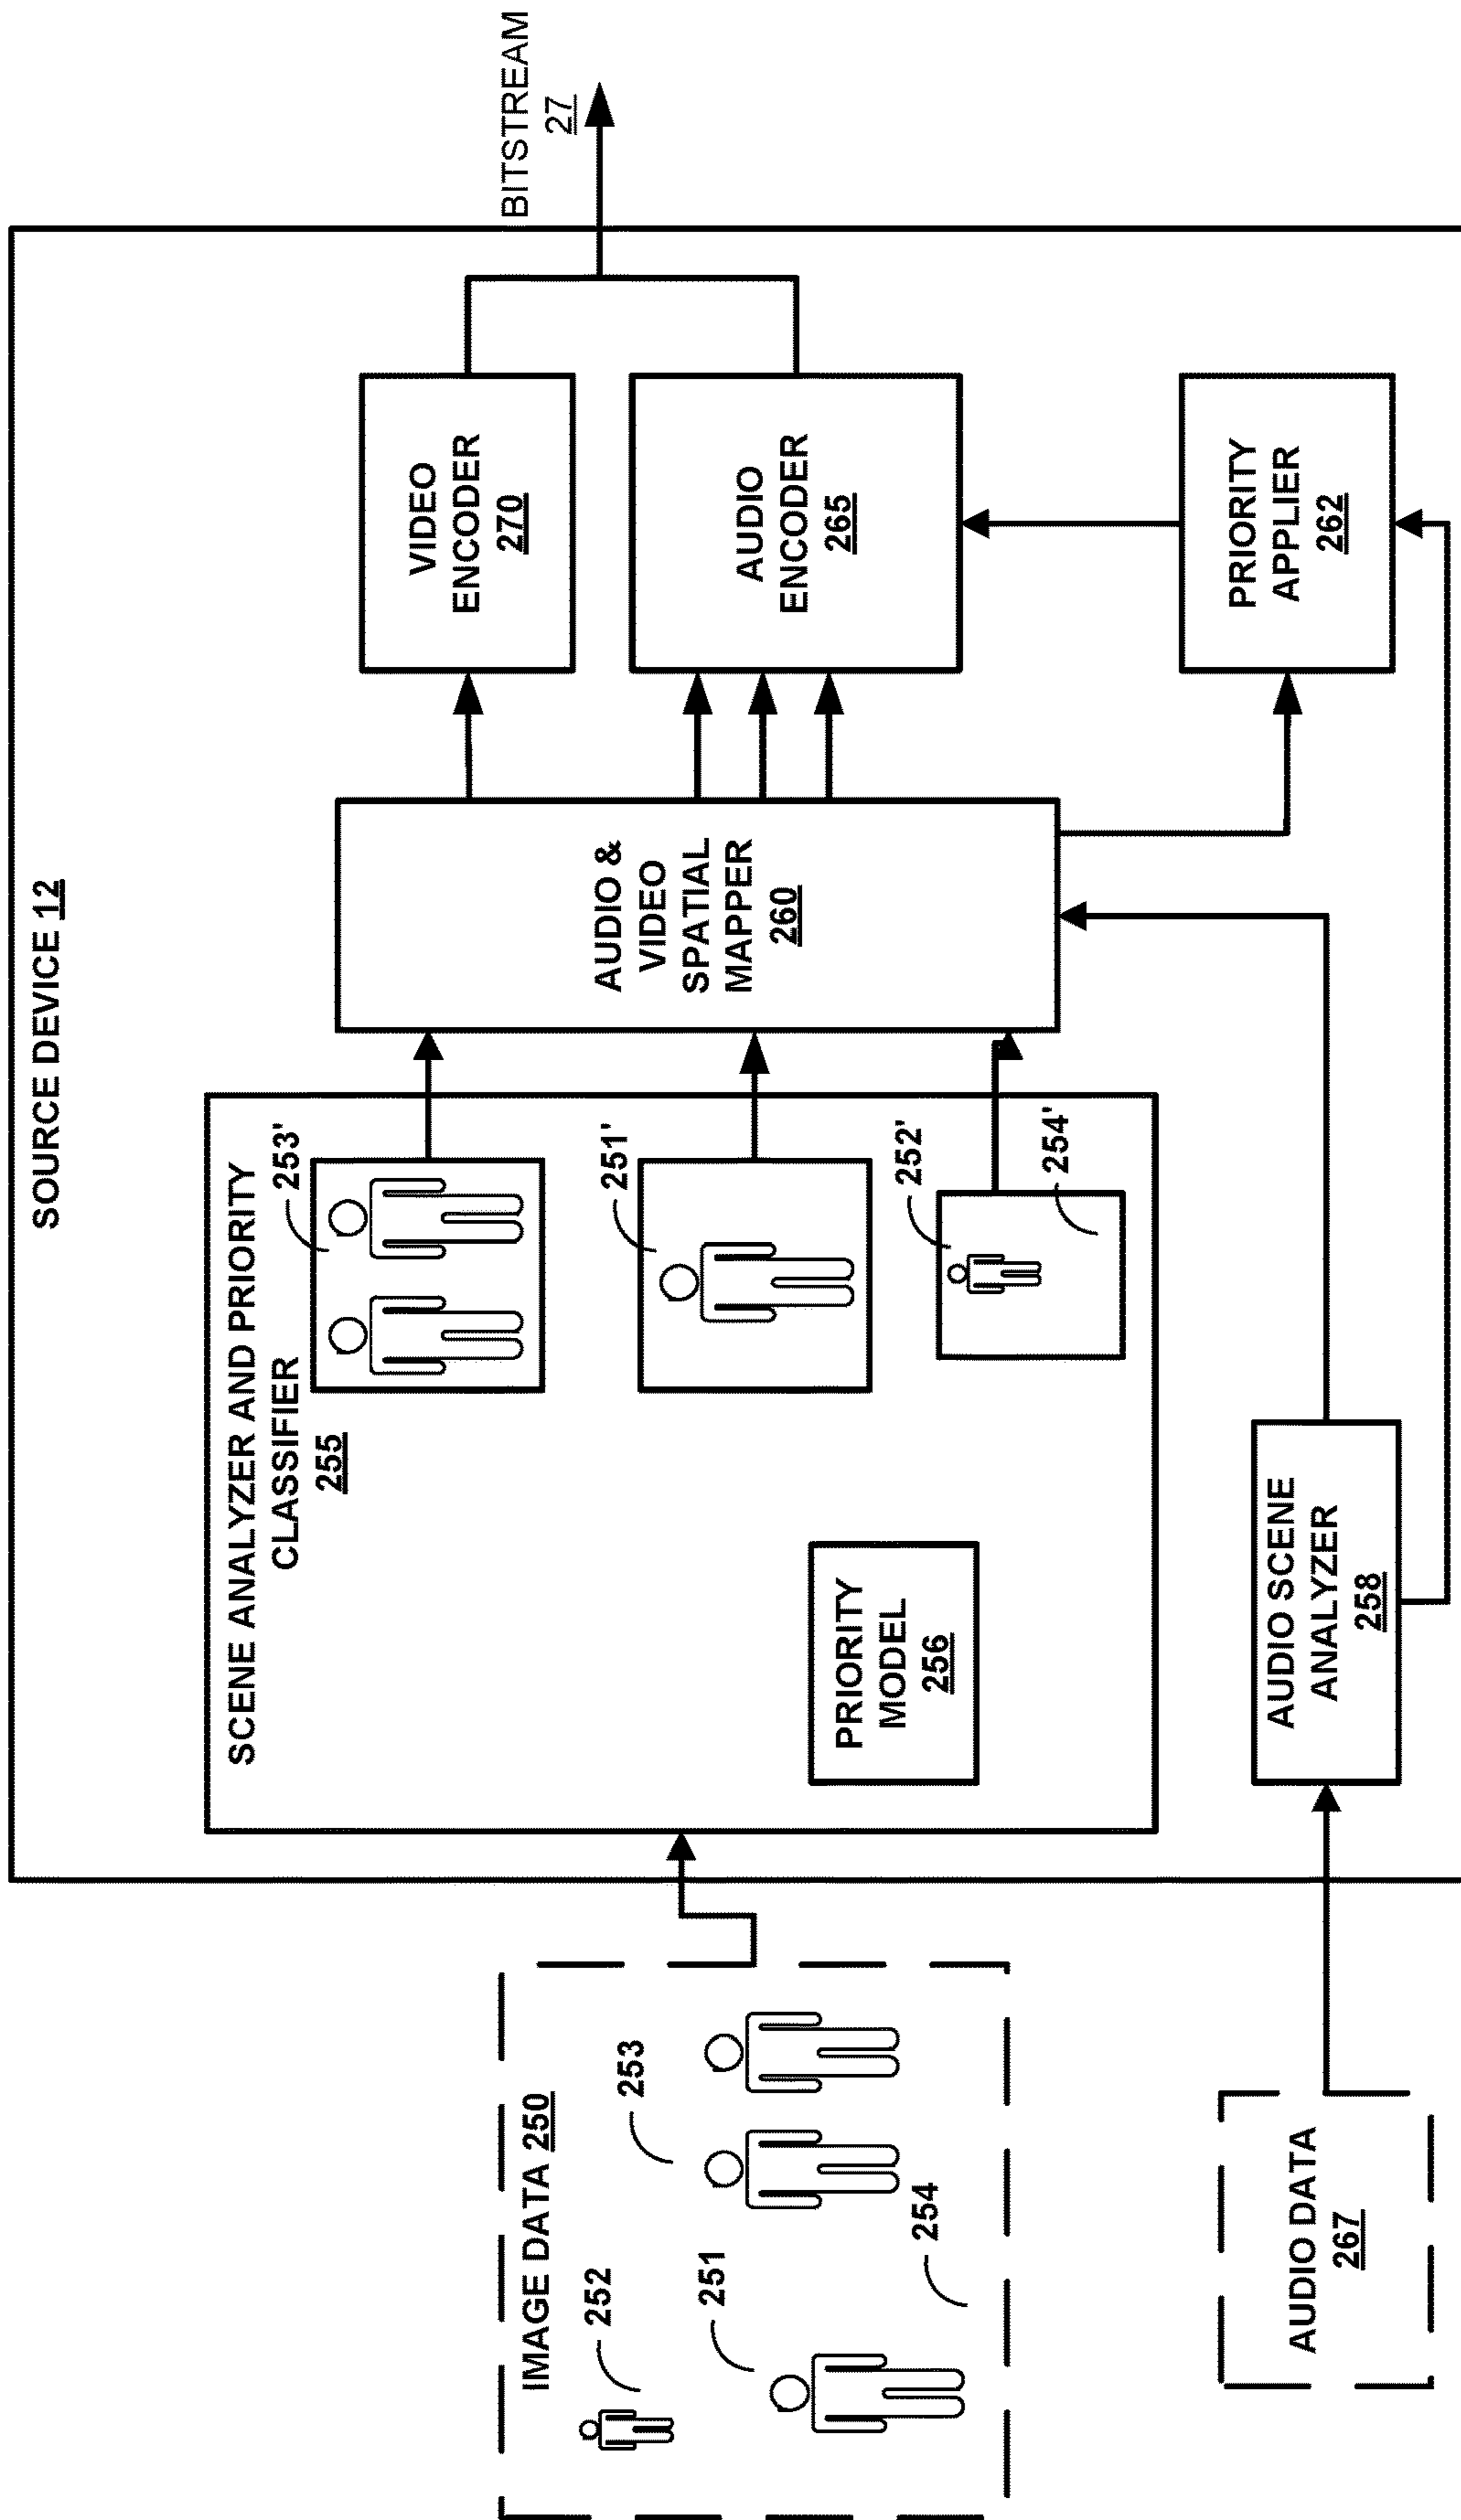 SOURCE DEVICE 12
SCENE ANALYZER AND PRIORITY
CLASSIFIER
255
253'
251'
252'
254'
PRIORITY
MODEL
256
IMAGE DATA 250
252
253
251
254
AUDIO DATA
267
AUDIO SCENE
ANALYZER
258
AUDIO &
VIDEO
SPATIAL
MAPPER
260
VIDEO
ENCODER
270
AUDIO
ENCODER
265
PRIORITY
APPLIER
262
BITSTREAM
27